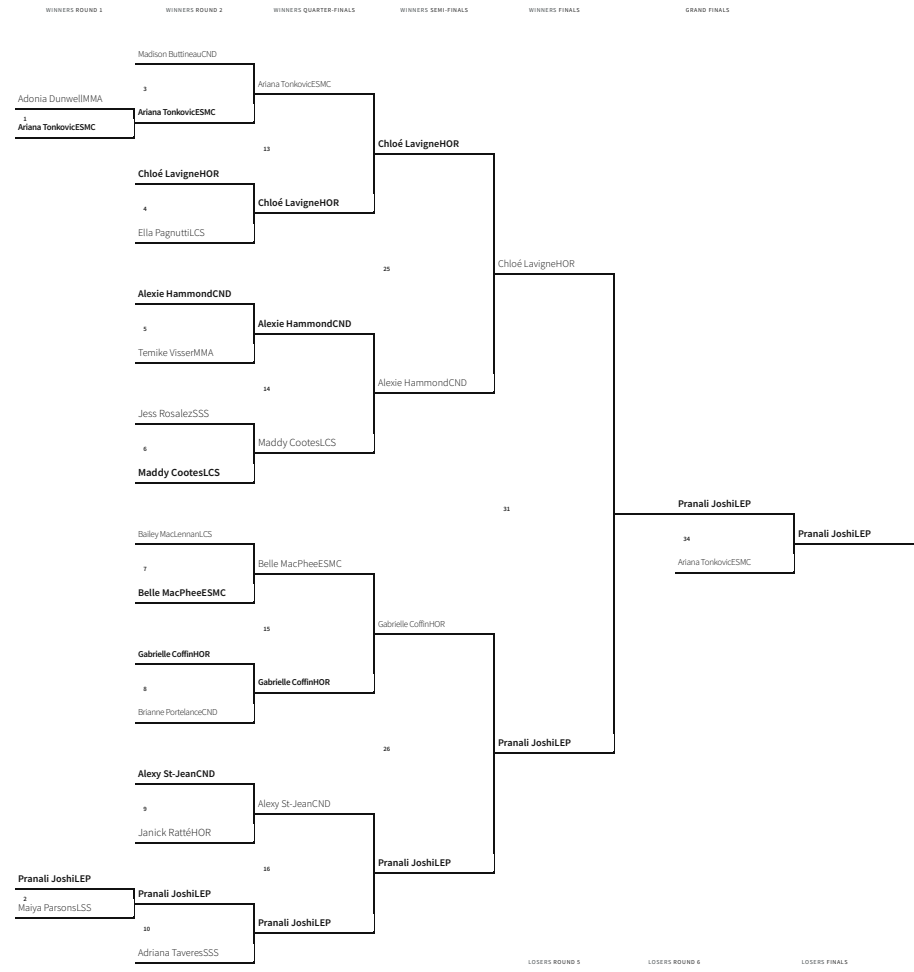 WINNERS ROUND 1
WINNERS ROUND 2
WINNERS QUARTER-FINALS
WINNERS SEMI-FINALS
WINNERS FINALS
GRAND FINALS
Adonia DunwellMMA
1
Ariana TonkovicESMC
Pranali JoshiLEP
2
Maiya ParsonsLSS
Madison ButtineauCND
3
Ariana TonkovicESMC
Chloé LavigneHOR
4
Ella PagnuttiLCS
Alexie HammondCND
5
Temike VisserMMA
Jess RosalezSSS
6
Maddy CootesLCS
Bailey MacLennanLCS
7
Belle MacPheeESMC
Gabrielle CoffinHOR
8
Brianne PortelanceCND
Alexy St-JeanCND
9
Janick RattéHOR
Pranali JoshiLEP
10
Adriana TaveresSSS
Ariana TonkovicESMC
13
Chloé LavigneHOR
Alexie HammondCND
14
Maddy CootesLCS
Belle MacPheeESMC
15
Gabrielle CoffinHOR
Alexy St-JeanCND
16
Pranali JoshiLEP
Chloé LavigneHOR
25
Alexie HammondCND
Gabrielle CoffinHOR
26
Pranali JoshiLEP
Chloé LavigneHOR
31
Pranali JoshiLEP
Pranali JoshiLEP
34
Ariana TonkovicESMC
Pranali JoshiLEP
LOSERS ROUND 5
LOSERS ROUND 6
LOSERS FINALS